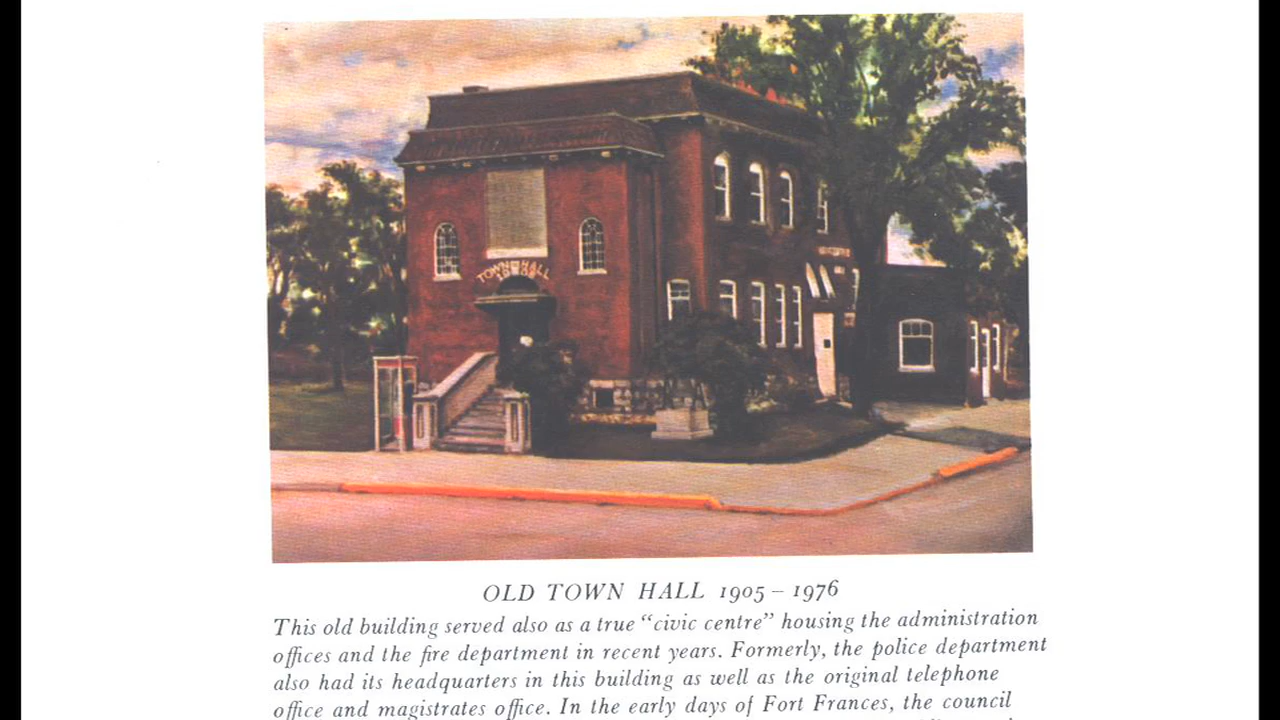 TOWN HALL
OLD TOWN HALL 1905 – 1976
This old building served also as a true “civic centre” housing the administration
offices and the fire department in recent years. Formerly, the police department
also had its headquarters in this building as well as the original telephone
office and magistrates office. In the early days of Fort Frances, the council